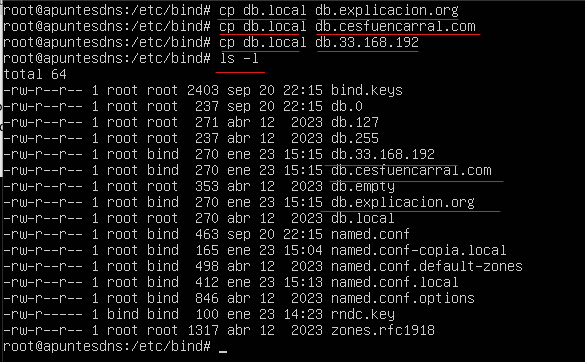 root@apuntesdns:/etc/bind# cp db.local db.explicacion.org
root@apuntesdns:/etc/bind# cp db.local db.cesfuencarral.com
root@apuntesdns:/etc/bind# cp db.local db.33.168.192
root@apuntesdns:/etc/bind# ls -l
total 64
-rw-r--r-- 1 root root 2403 sep 20 22:15 bind.keys
-rw-r--r-- 1 root root  237 sep 20 22:15 db.0
-rw-r--r-- 1 root root  271 abr 12  2023 db.127
-rw-r--r-- 1 root root  237 abr 12  2023 db.255
-rw-r--r-- 1 root bind  270 ene 23 15:15 db.33.168.192
-rw-r--r-- 1 root bind  270 ene 23 15:15 db.cesfuencarral.com
-rw-r--r-- 1 root root  353 abr 12  2023 db.empty
-rw-r--r-- 1 root bind  270 ene 23 15:15 db.explicacion.org
-rw-r--r-- 1 root root  270 abr 12  2023 db.local
-rw-r--r-- 1 root bind  463 sep 20 22:15 named.conf
-rw-r--r-- 1 root bind  165 ene 23 15:04 named.conf-copia.local
-rw-r--r-- 1 root bind  498 abr 12  2023 named.conf.default-zones
-rw-r--r-- 1 root bind  412 ene 23 15:13 named.conf.local
-rw-r--r-- 1 root bind  846 abr 12  2023 named.conf.options
-rw-r----- 1 bind bind  100 ene 23 14:23 rndc.key
-rw-r--r-- 1 root root 1317 abr 12  2023 zones.rfc1918
root@apuntesdns:/etc/bind# _